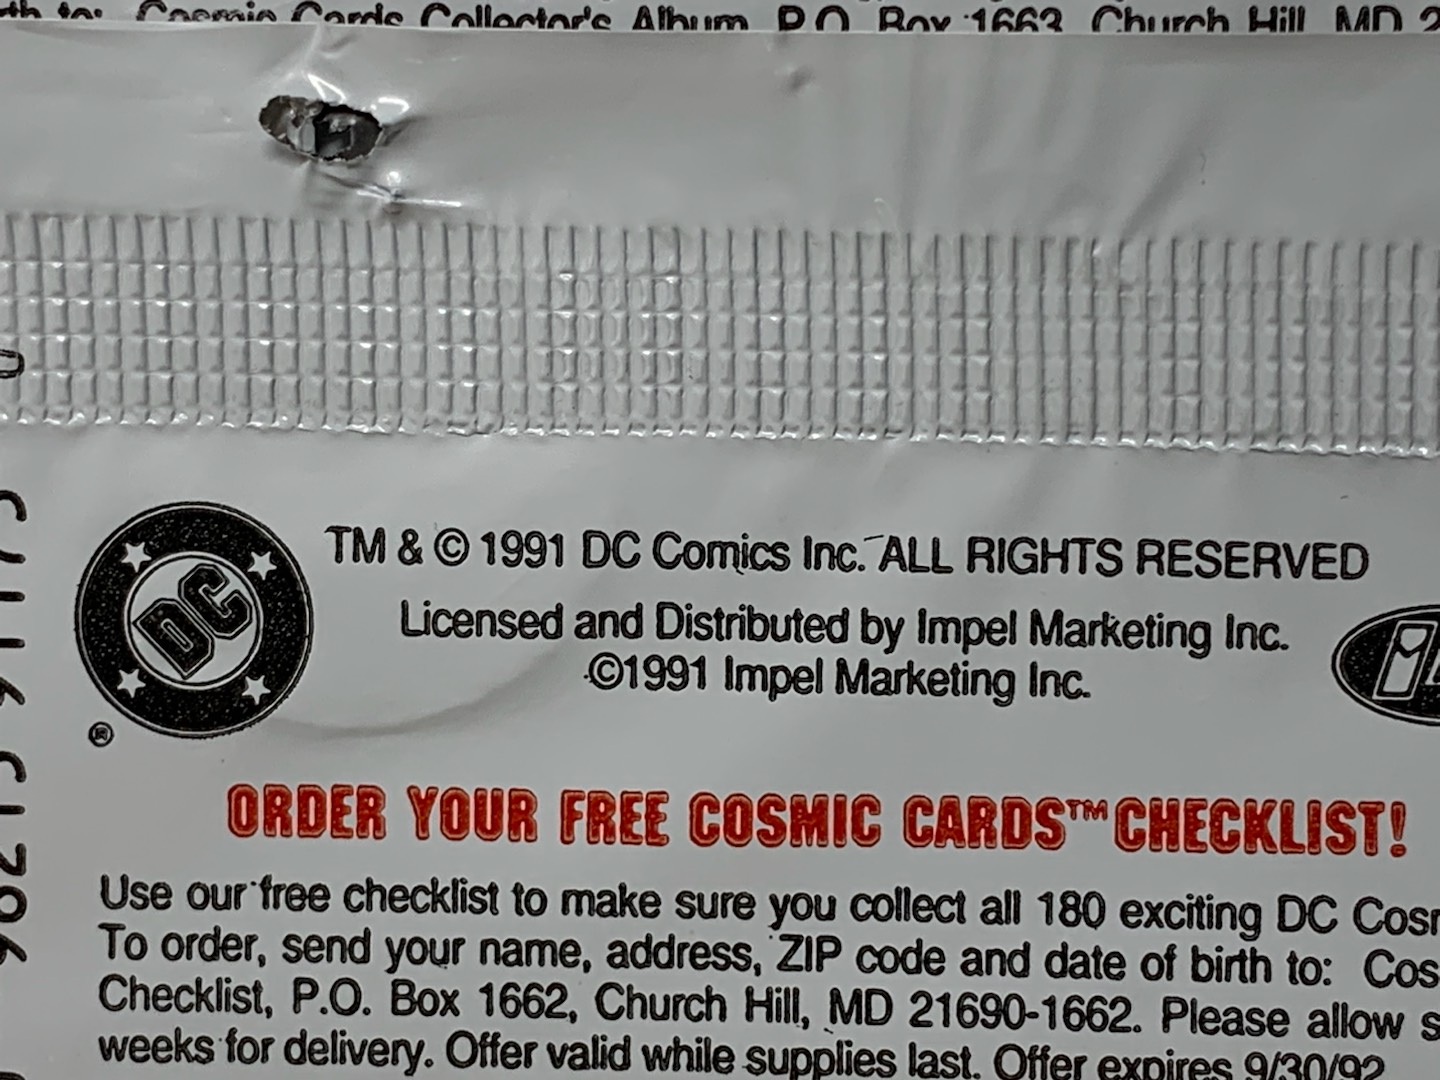 th to: Cosmic Cards Collector's Album P.O. Box 1663 Church Hill MD
DC
®
TM & © 1991 DC Comics Inc. ALL RIGHTS RESERVED
Licensed and Distributed by Impel Marketing Inc.
©1991 Impel Marketing Inc.
ORDER YOUR FREE COSMIC CARDS™ CHECKLIST!
Use our free checklist to make sure you collect all 180 exciting DC Cosm
To order, send your name, address, ZIP code and date of birth to: Cos
Checklist, P.O. Box 1662, Church Hill, MD 21690-1662. Please allow s
weeks for delivery. Offer valid while supplies last. Offer expires 9/30/92